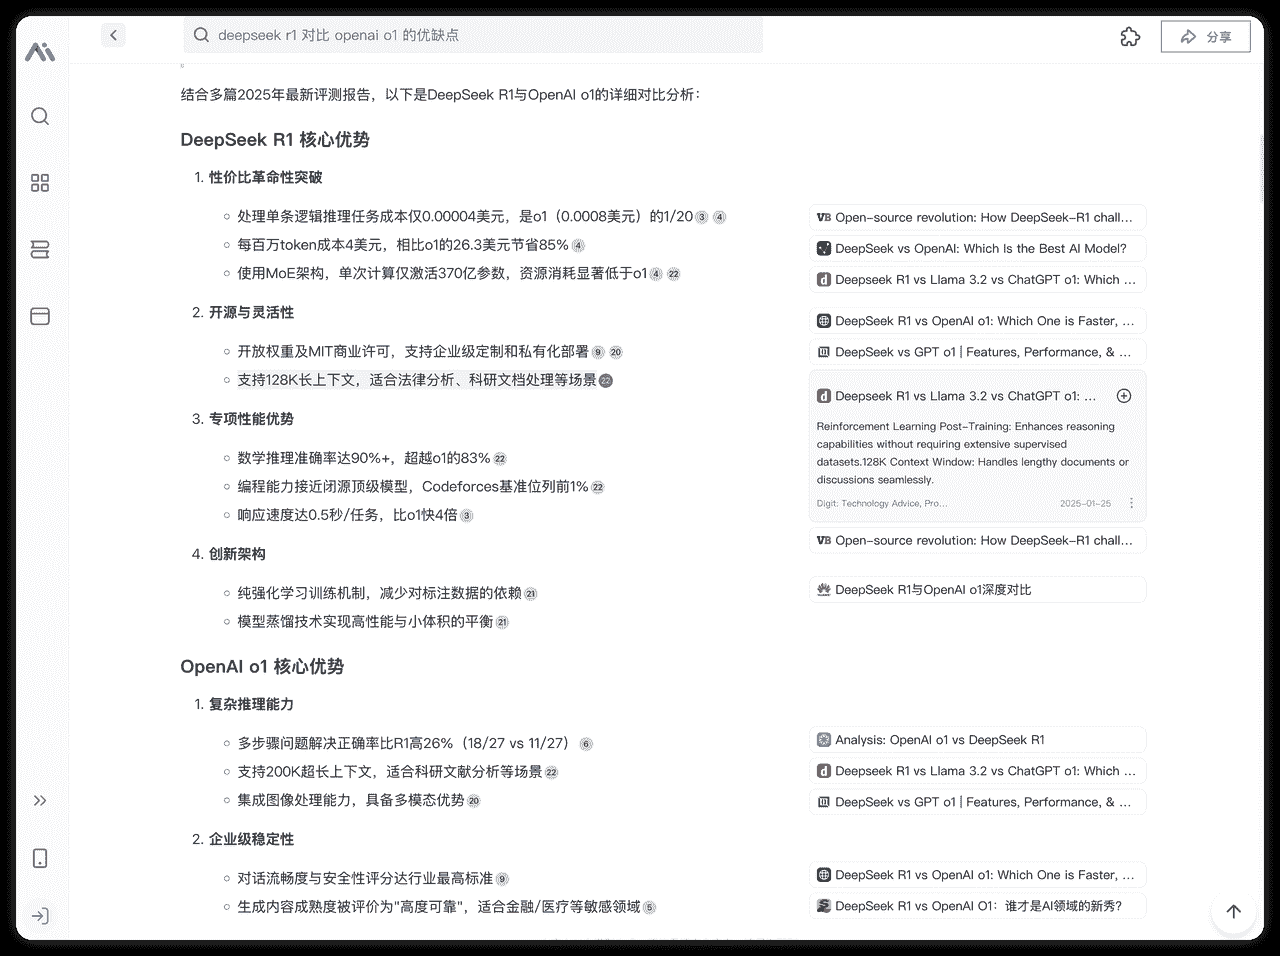 deepseek r1 对比 openai o1 的优缺点
分享
结合多篇2025年最新评测报告，以下是DeepSeek R1与OpenAI o1的详细对比分析：
DeepSeek R1 核心优势
1. 性价比革命性突破
处理单条逻辑推理任务成本仅0.00004美元，是o1（0.0008美元）的1/20 3 4
每百万token成本4美元，相比o1的26.3美元节省85% 4
使用MoE架构，单次计算仅激活370亿参数，资源消耗显著低于o1 4 22
2. 开源与灵活性
开放权重及MIT商业许可，支持企业级定制和私有化部署 9 20
支持128K长上下文，适合法律分析、科研文档处理等场景 22
3. 专项性能优势
数学推理准确率达90%+，超越o1的83% 22
编程能力接近闭源顶级模型，Codeforces基准位列前1% 22
响应速度达0.5秒/任务，比o1快4倍 3
4. 创新架构
纯强化学习训练机制，减少对标注数据的依赖 21
模型蒸馏技术实现高性能与小体积的平衡 21
OpenAI o1 核心优势
1. 复杂推理能力
多步骤问题解决正确率比R1高26%（18/27 vs 11/27） 6
支持200K超长上下文，适合科研文献分析等场景 22
集成图像处理能力，具备多模态优势 20
2. 企业级稳定性
对话流畅度与安全性评分达行业最高标准 9
生成内容成熟度被评价为"高度可靠"，适合金融/医疗等敏感领域 5
VB Open-source revolution: How DeepSeek-R1 chall...
DeepSeek vs OpenAI: Which Is the Best AI Model?
d Deepseek R1 vs Llama 3.2 vs ChatGPT o1: Which ...
DeepSeek R1 vs OpenAI o1: Which One is Faster, ...
DeepSeek vs GPT o1 | Features, Performance, & ...
d Deepseek R1 vs Llama 3.2 vs ChatGPT o1: ...
Reinforcement Learning Post-Training: Enhances reasoning
capabilities without requiring extensive supervised
datasets.128K Context Window: Handles lengthy documents or
discussions seamlessly.
Digit: Technology Advice, Pro...
2025-01-25
VB Open-source revolution: How DeepSeek-R1 chall...
DeepSeek R1与OpenAI o1深度对比
Analysis: OpenAI o1 vs DeepSeek R1
d Deepseek R1 vs Llama 3.2 vs ChatGPT o1: Which ...
DeepSeek vs GPT o1 | Features, Performance, & ...
DeepSeek R1 vs OpenAI o1: Which One is Faster, ...
DeepSeek R1 vs OpenAI O1：谁才是AI领域的新秀？